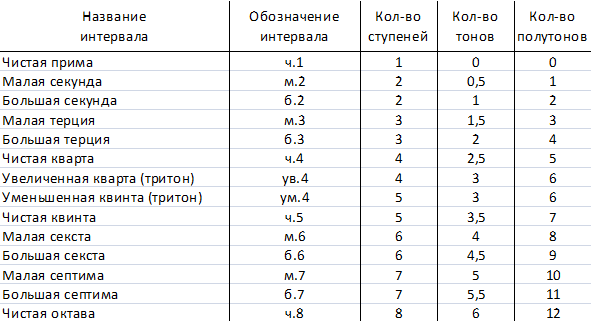 Название Обозначение Кол-во Кол-во Кол-во
интервала интервала ступеней тонов полутонов
Чистая прима ч.1 1 0 0
Малая секунда м.2 2 0,5 1
Большая секунда б.2 2 1 2
Малая терция м.3 3 1,5 3
Большая терция б.3 3 2 4
Чистая кварта ч.4 4 2,5 5
Увеличенная кварта (тритон) ув.4 4 3 6
Уменьшенная квинта (тритон) ум.4 5 3 6
Чистая квинта ч.5 5 3,5 7
Малая секста м.6 6 4 8
Большая секста б.6 6 4,5 9
Малая септима м.7 7 5 10
Большая септима б.7 7 5,5 11
Чистая октава ч.8 8 6 12